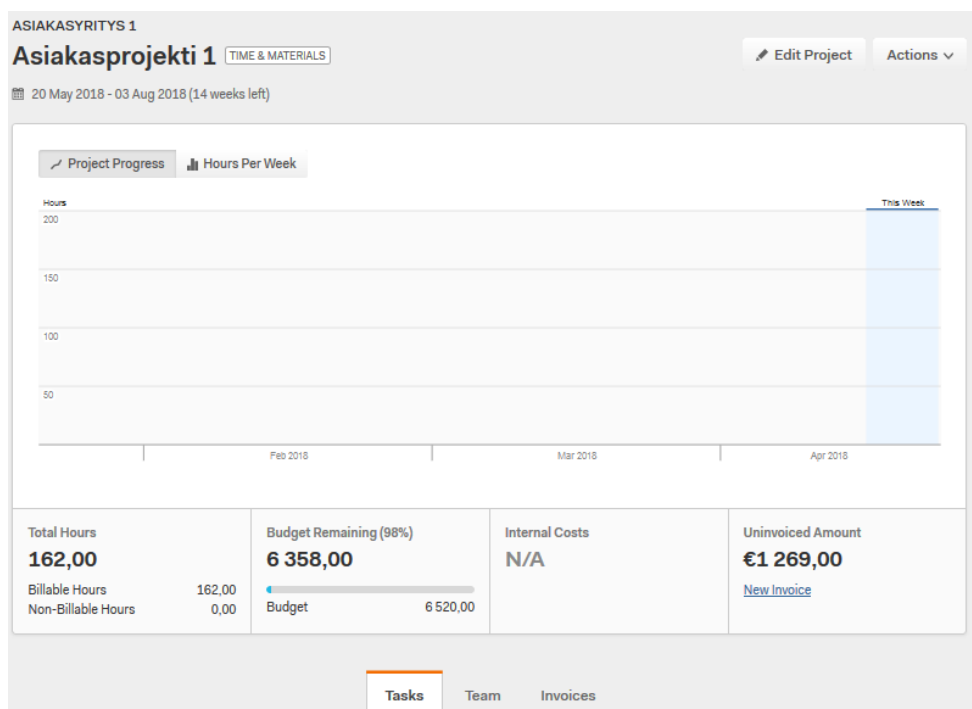 ASIAKASYRITYS 1
Asiakasprojekti 1 TIME & MATERIALS
Edit Project
Actions
20 May 2018 - 03 Aug 2018 (14 weeks left)
Project Progress
Hours Per Week
Hours
This Week
200
150
100
50
Feb 2018
Mar 2018
Apr 2018
Total Hours
162,00
Billable Hours 162,00
Non-Billable Hours 0,00
Budget Remaining (98%)
6 358,00
Budget 6 520,00
Internal Costs
N/A
Uninvoiced Amount
€1 269,00
New Invoice
Tasks Team Invoices